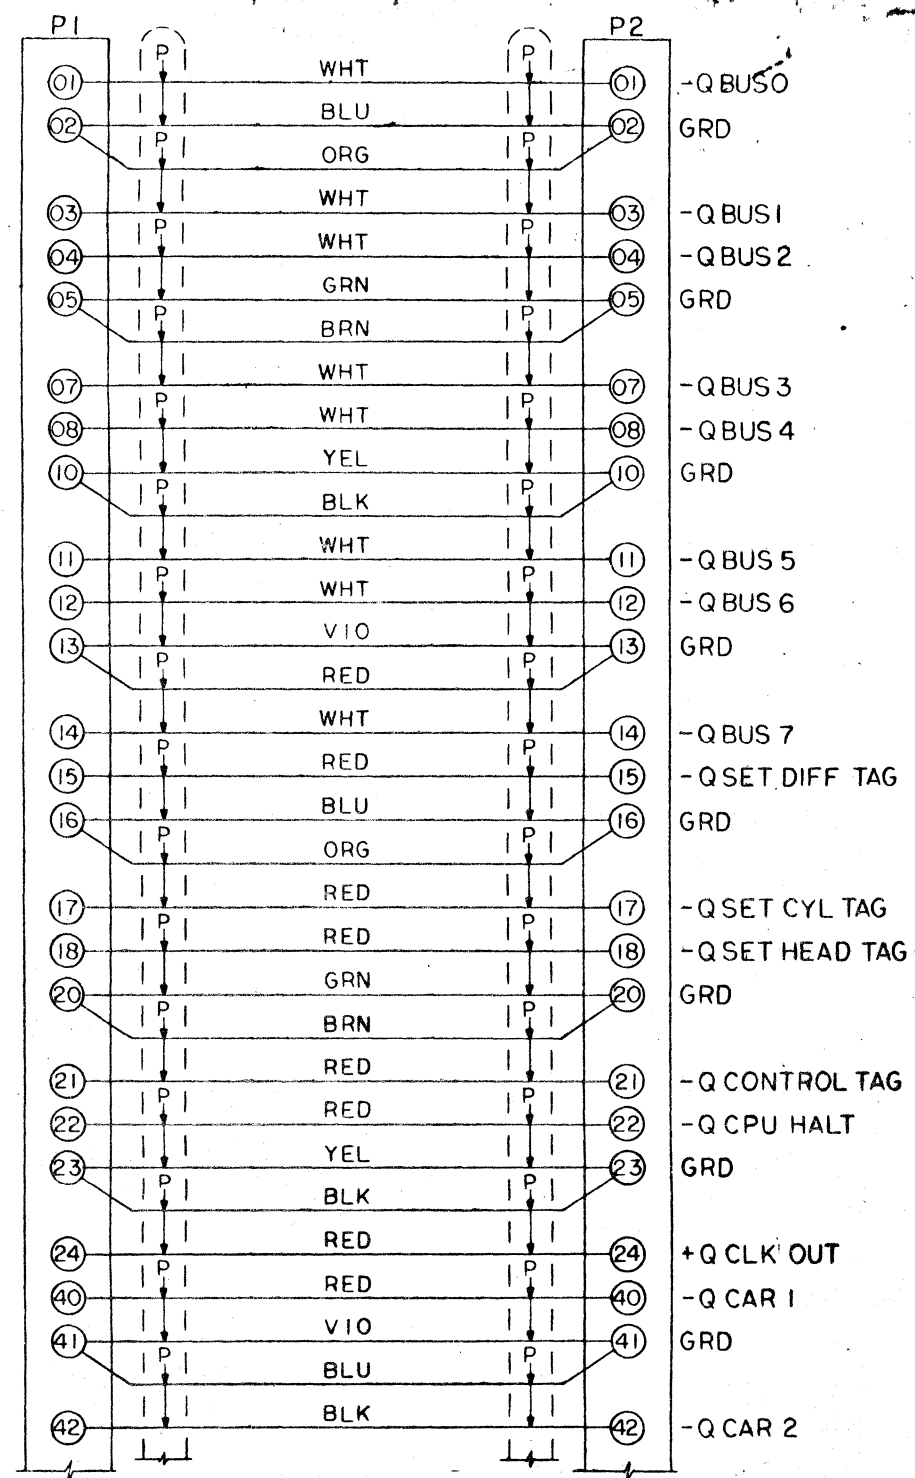 P1 P2
P P
01 WHT 01 -Q BUS 0
02 BLU 02 GRD
P P
ORG
03 WHT 03 -Q BUS 1
P P
04 WHT 04 -Q BUS 2
05 GRN 05 GRD
P P
BRN
07 WHT 07 -Q BUS 3
P P
08 WHT 08 -Q BUS 4
10 YEL 10 GRD
P P
BLK
11 WHT 11 -Q BUS 5
P P
12 WHT 12 -Q BUS 6
13 VIO 13 GRD
P P
RED
14 WHT 14 -Q BUS 7
P P
15 RED 15 -Q SET DIFF TAG
16 BLU 16 GRD
P P
ORG
17 RED 17 -Q SET CYL TAG
P P
18 RED 18 -Q SET HEAD TAG
20 GRN 20 GRD
P P
BRN
21 RED 21 -Q CONTROL TAG
P P
22 RED 22 -Q CPU HALT
23 YEL 23 GRD
P P
BLK
24 RED 24 +Q CLK OUT
P P
40 RED 40 -Q CAR 1
41 VIO 41 GRD
P P
BLU
42 BLK 42 -Q CAR 2